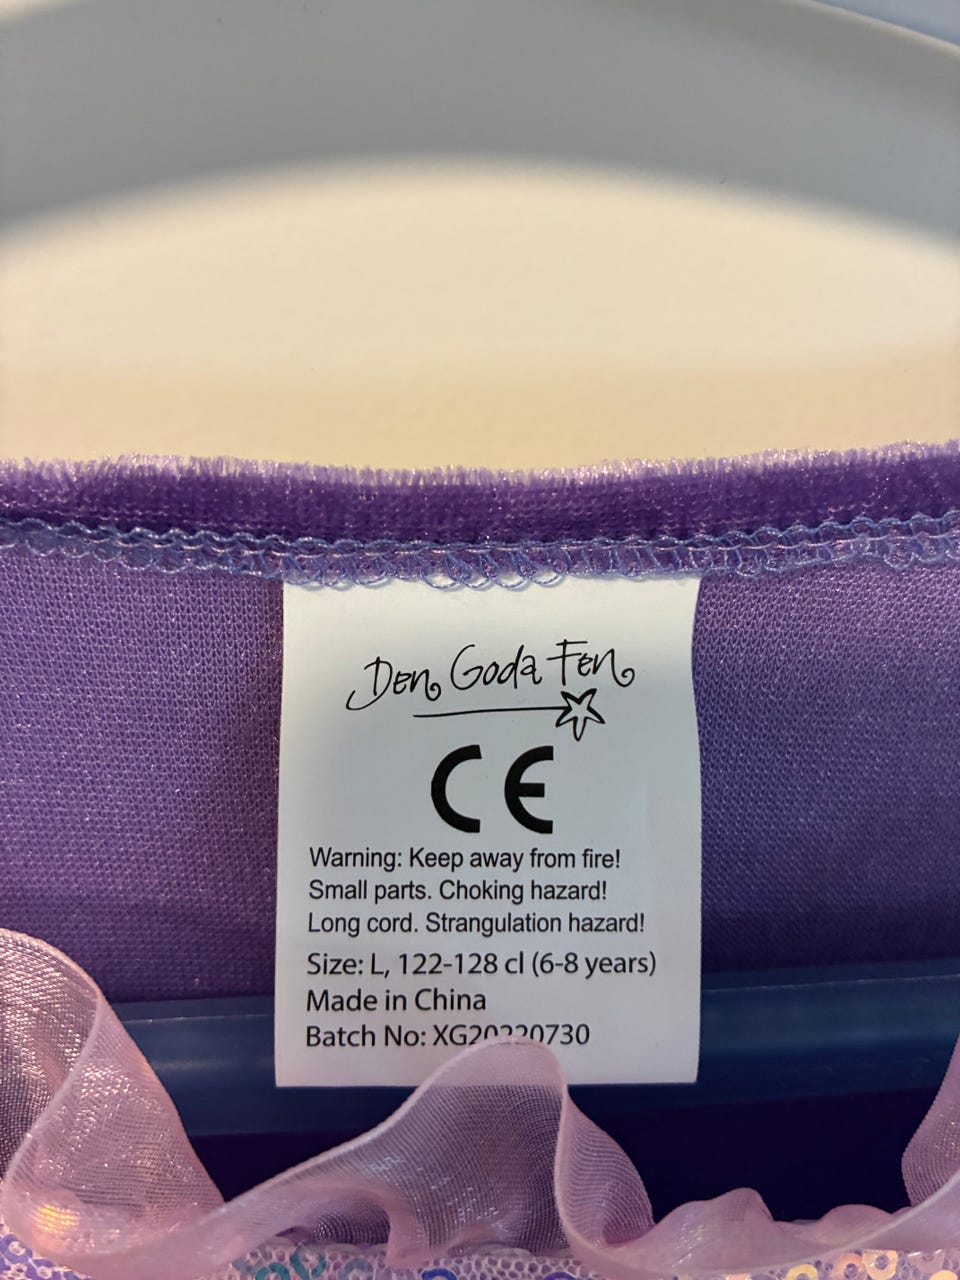 Den Goda Fen
CE
Warning: Keep away from fire!
Small parts. Choking hazard!
Long cord. Strangulation hazard!
Size: L, 122-128 cl (6-8 years)
Made in China
Batch No: XG20220730